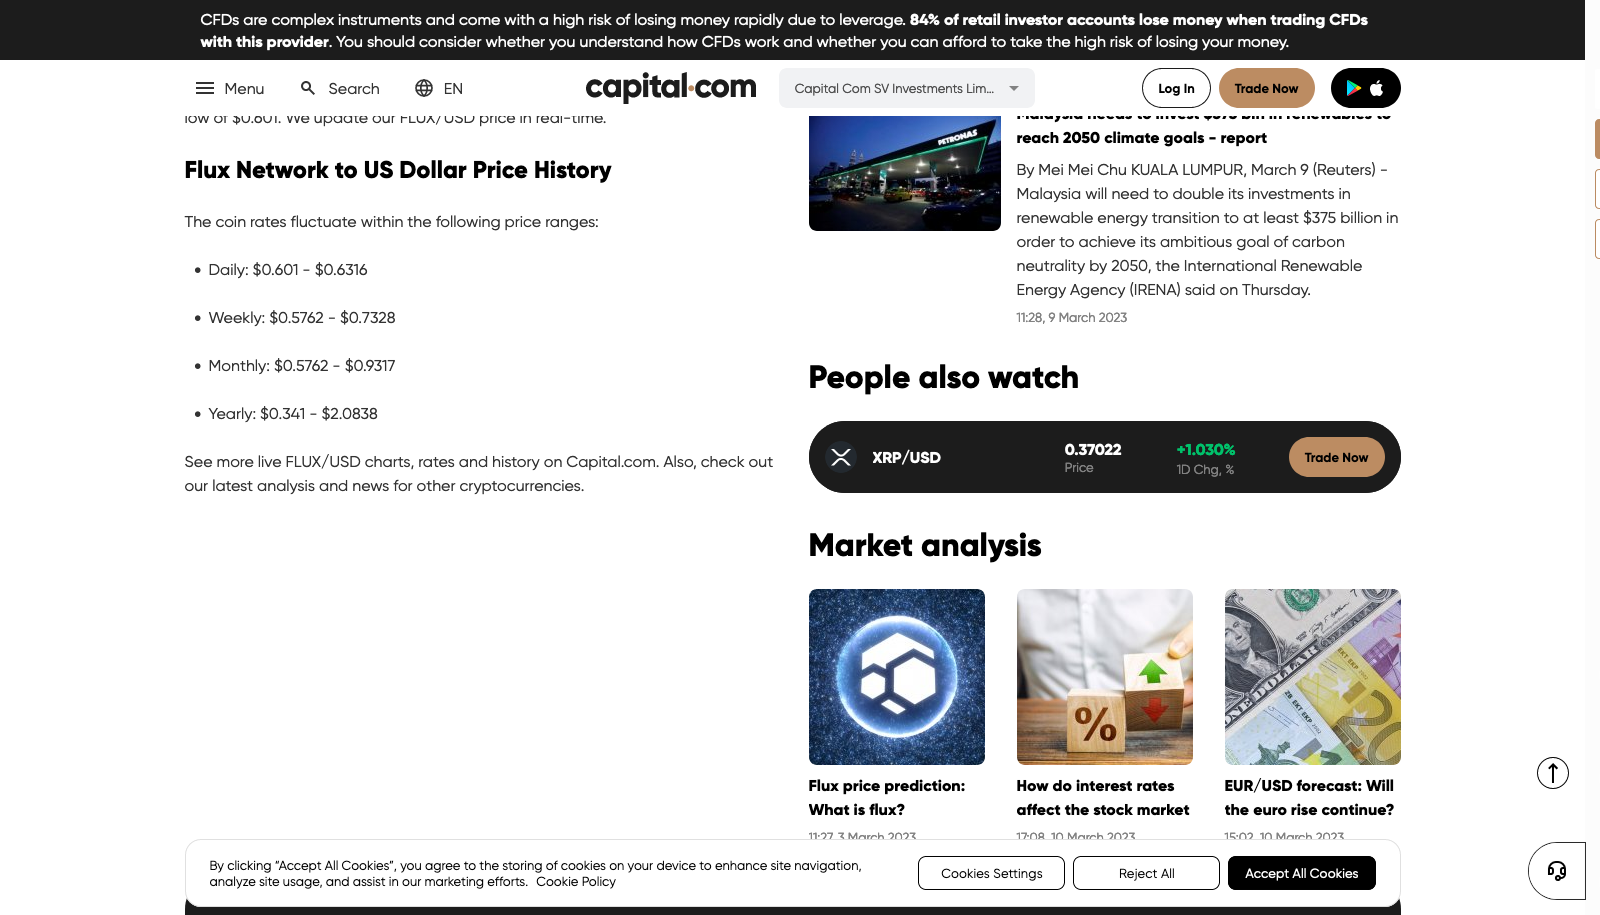 CFDs are complex instruments and come with a high risk of losing money rapidly due to leverage. 84% of retail investor accounts lose money when trading CFDs
with this provider. You should consider whether you understand how CFDs work and whether you can afford to take the high risk of losing your money.
Menu
Search
EN
capital.com
Capital Com SV Investments Lim...
Log In
Trade Now
low of $0.601. We update our FLUX/USD price in real-time.
Flux Network to US Dollar Price History
The coin rates fluctuate within the following price ranges:
• Daily: $0.601 - $0.6316
• Weekly: $0.5762 - $0.7328
• Monthly: $0.5762 - $0.9317
• Yearly: $0.341 - $2.0838
See more live FLUX/USD charts, rates and history on Capital.com. Also, check out
our latest analysis and news for other cryptocurrencies.
PETRONAS
Malaysia needs to invest $375 bln in renewables to
reach 2050 climate goals - report
By Mei Mei Chu KUALA LUMPUR, March 9 (Reuters) -
Malaysia will need to double its investments in
renewable energy transition to at least $375 billion in
order to achieve its ambitious goal of carbon
neutrality by 2050, the International Renewable
Energy Agency (IRENA) said on Thursday.
11:28, 9 March 2023
People also watch
XRP/USD
0.37022
Price
+1.030%
1D Chg, %
Trade Now
Market analysis
%
Flux price prediction:
What is flux?
11:27, 3 March 2023
How do interest rates
affect the stock market
17:08, 10 March 2023
EUR/USD forecast: Will
the euro rise continue?
15:02, 10 March 2023
By clicking “Accept All Cookies”, you agree to the storing of cookies on your device to enhance site navigation,
analyze site usage, and assist in our marketing efforts. Cookie Policy
Cookies Settings
Reject All
Accept All Cookies